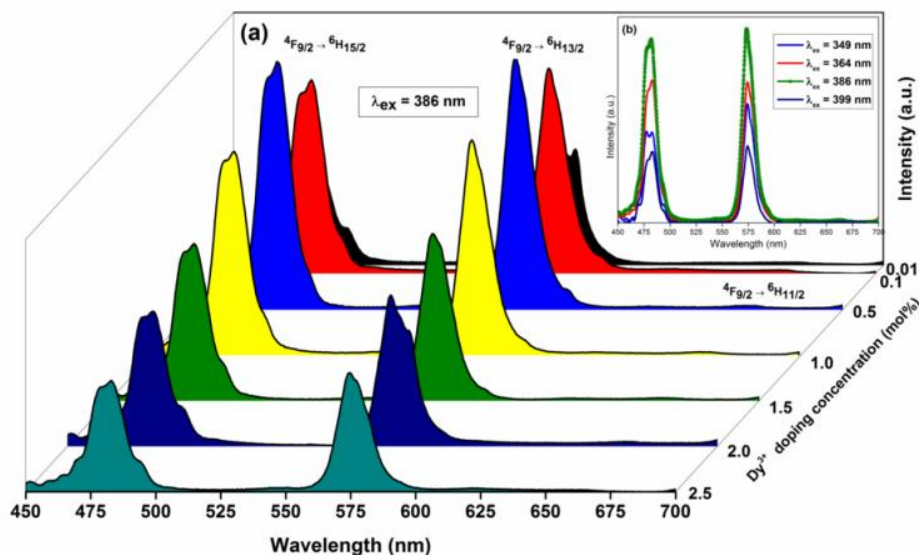 (a)
⁴F₉/₂ → ⁶H₁₅/₂
⁴F₉/₂ → ⁶H₁₃/₂
λex = 386 nm
(b)
λex = 349 nm
λex = 364 nm
λex = 386 nm
λex = 399 nm
Intensity (a.u.)
450 475 500 525 550 575 600 625 650 675 700
Wavelength (nm)
Intensity (a.u.)
⁴F₉/₂ → ⁶H₁₁/₂
0.01
0.1
0.5
1.0
1.5
2.0
2.5
Dy³⁺ doping concentration (mol%)
450 475 500 525 550 575 600 625 650 675 700
Wavelength (nm)